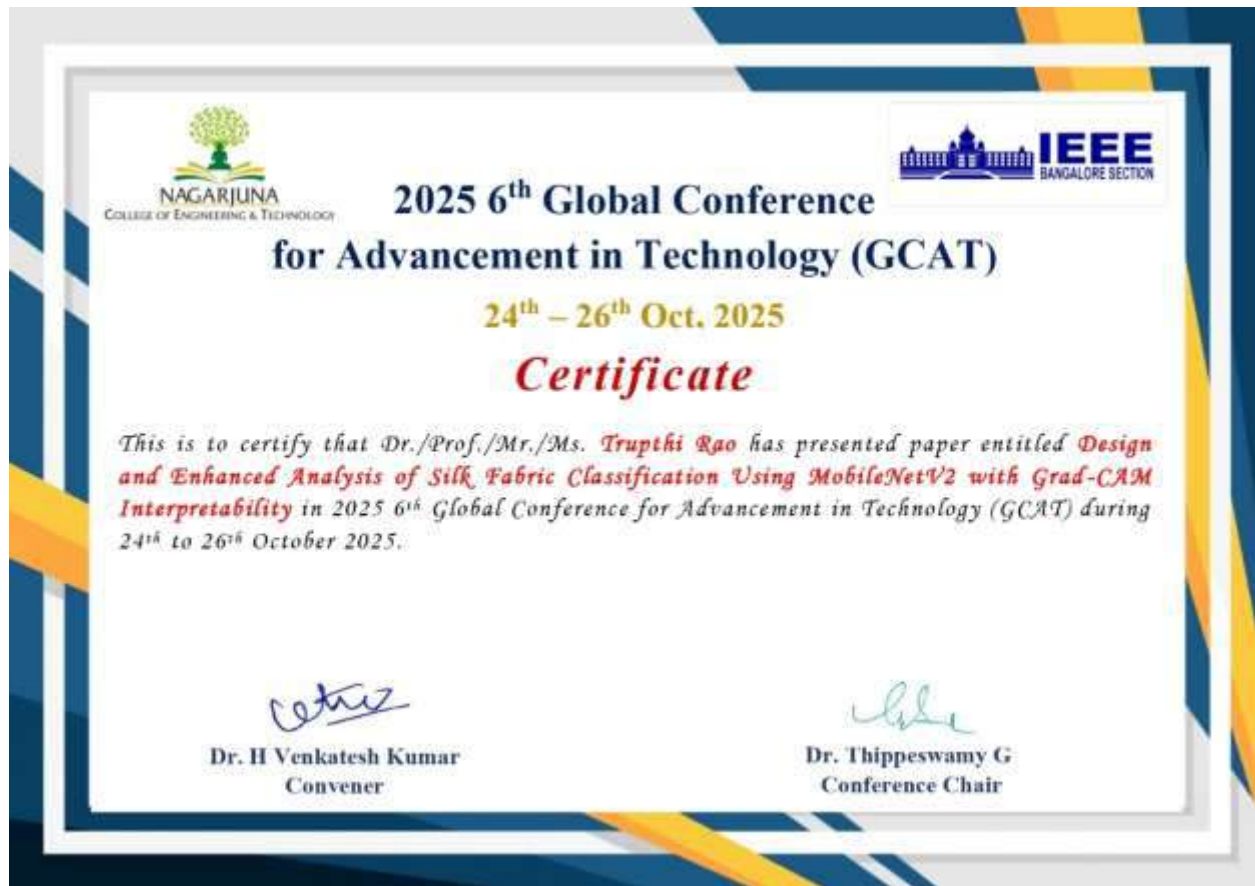 NAGARJUNA
COLLEGE OF ENGINEERING & TECHNOLOGY
IEEE
BANGALORE SECTION
2025 6th Global Conference
for Advancement in Technology (GCAT)
24th – 26th Oct. 2025
Certificate
This is to certify that Dr./Prof./Mr./Ms. Trupthi Rao has presented paper entitled Design
and Enhanced Analysis of Silk Fabric Classification Using MobileNetV2 with Grad-CAM
Interpretability in 2025 6th Global Conference for Advancement in Technology (GCAT) during
24th to 26th October 2025.
Dr. H Venkatesh Kumar
Convener
Dr. Thippeswamy G
Conference Chair